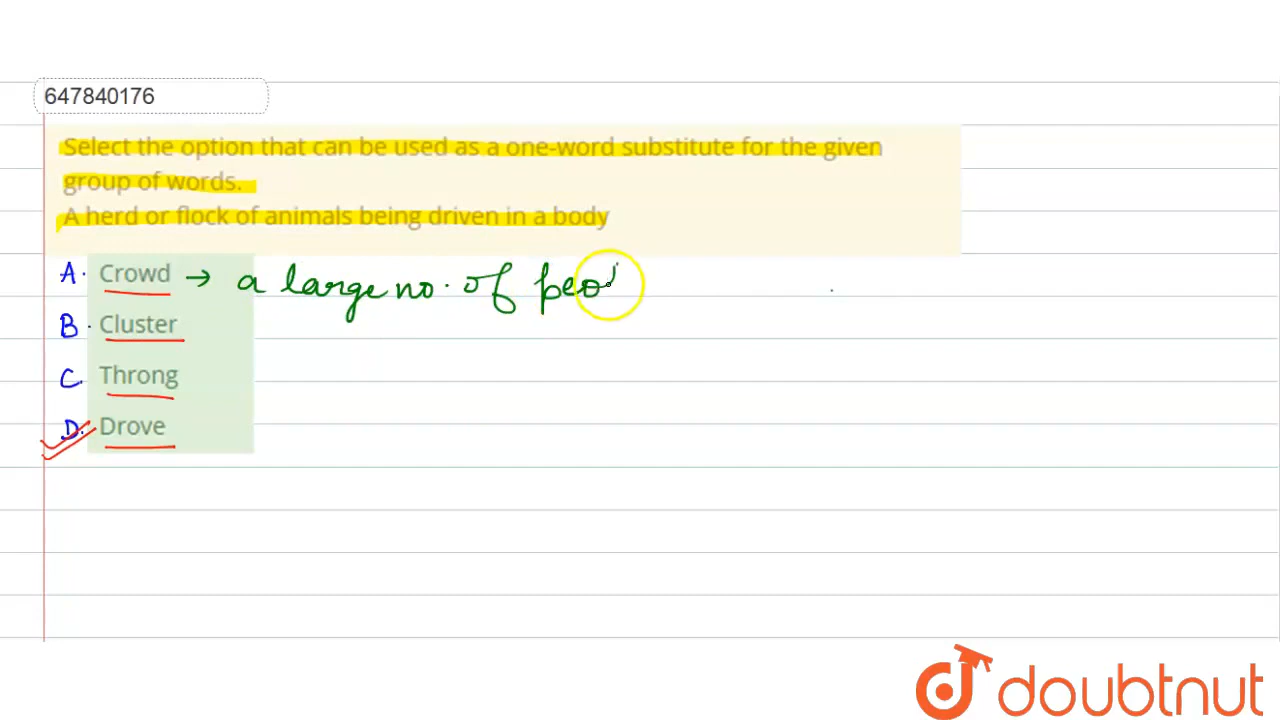 647840176
Select the option that can be used as a one-word substitute for the given
group of words.
A herd or flock of animals being driven in a body
A. Crowd → a large no. of peo
B. Cluster
C. Throng
D. Drove
doubtnut